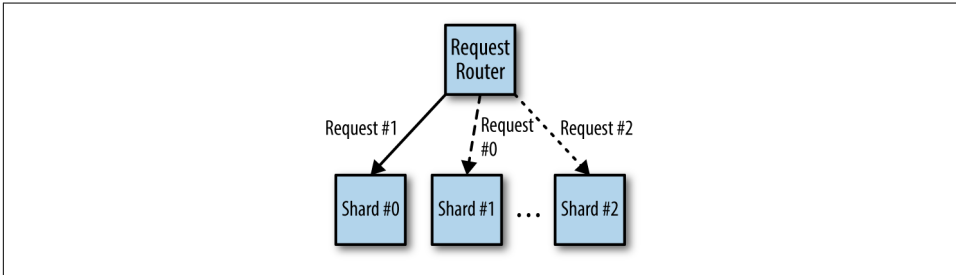 Request
Router
Request #1
Request
#0
Request #2
Shard #0
Shard #1
...
Shard #2